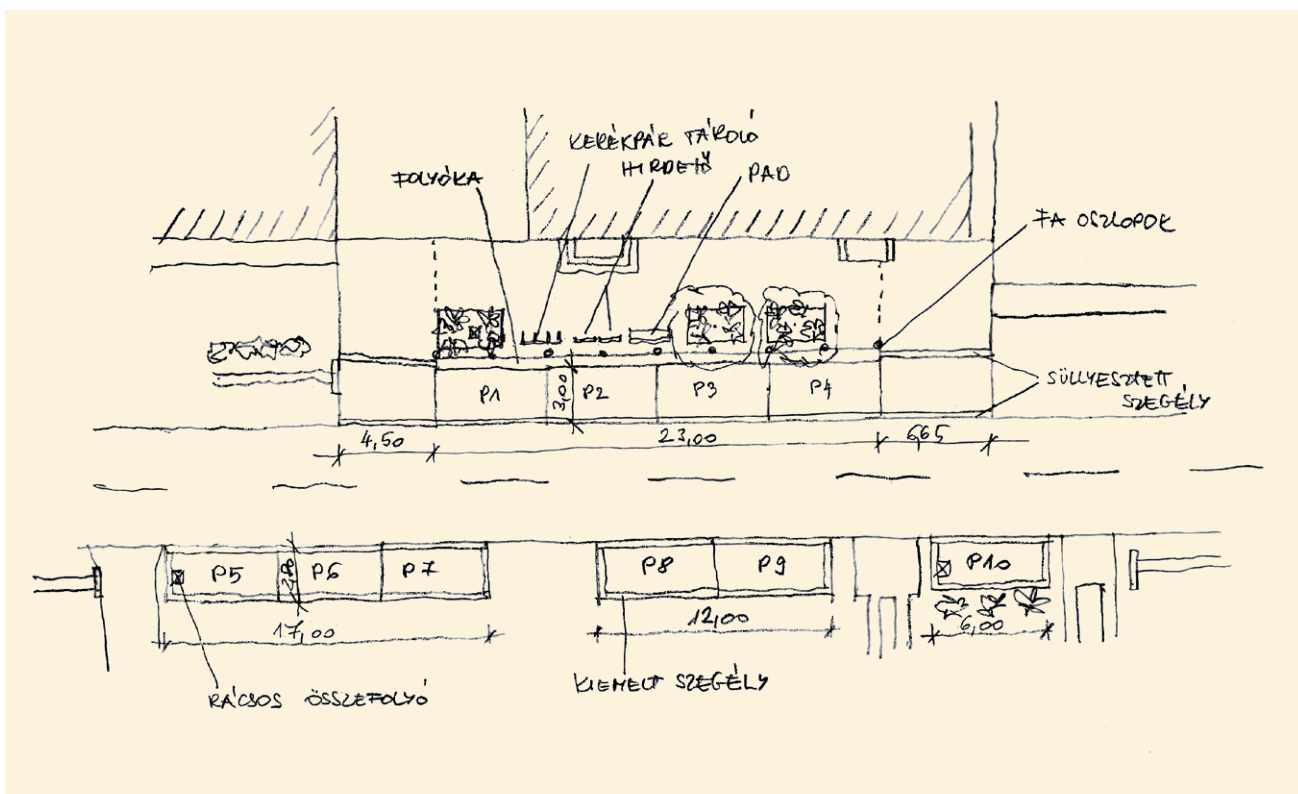 KERÉKPÁR TÁROLÓ
HIRDETŐ
FOLYÓKA
PAD
FA OSZLOPOK
P1
3,00
P2
P3
P4
SÜLLYESZTETT
SZEGÉLY
4,50
23,00
6,65
P5
P6
P7
P8
P9
P10
17,00
12,00
6,00
RÁCSOS ÖSSZEFOLYÓ
KIEMELT SZEGÉLY